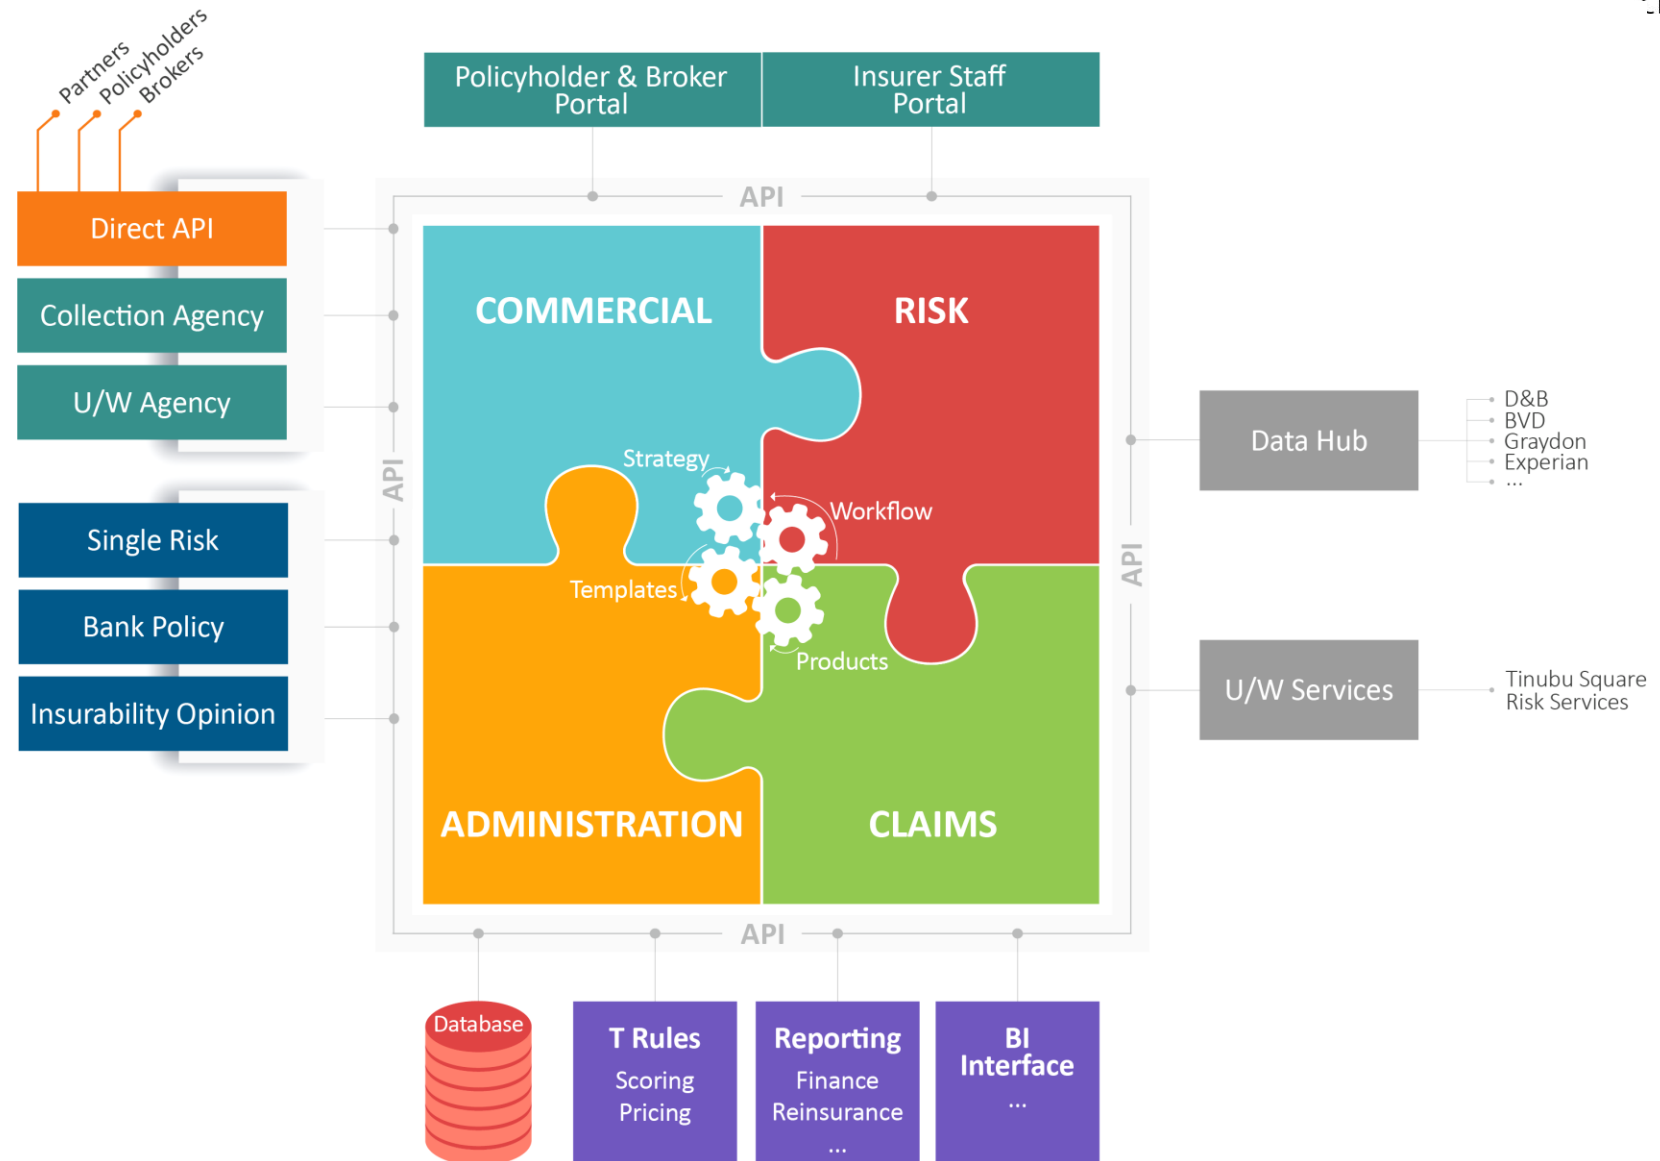 Partners
Policyholders
Brokers
Policyholder & Broker
Portal
Insurer Staff
Portal
API
Direct API
Collection Agency
U/W Agency
Single Risk
Bank Policy
Insurability Opinion
API
COMMERCIAL
RISK
Strategy
Workflow
Templates
Products
ADMINISTRATION
CLAIMS
API
Data Hub
D&B
BVD
Graydon
Experian
...
U/W Services
Tinubu Square
Risk Services
API
Database
T Rules
Scoring
Pricing
Reporting
Finance
Reinsurance
...
BI
Interface
...